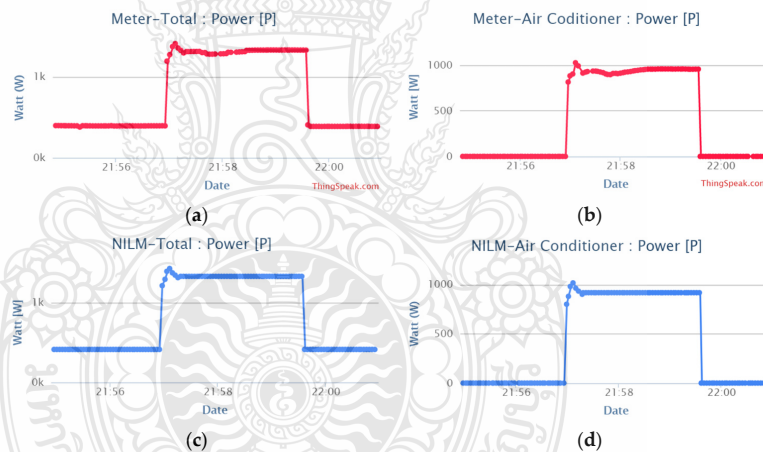 Meter-Total : Power [P]
Meter-Air Coditioner : Power [P]
Watt (W)
1k
0k
21:56
21:58
22:00
Date
ThingSpeak.com
Watt [W]
1000
500
0
21:56
21:58
22:00
Date
ThingSpeak.com
(a)
(b)
NILM-Total : Power [P]
NILM-Air Conditioner : Power [P]
Watt [W]
1k
0k
21:56
21:58
22:00
Date
Watt (W)
1000
500
0
21:56
21:58
22:00
Date
(c)
(d)